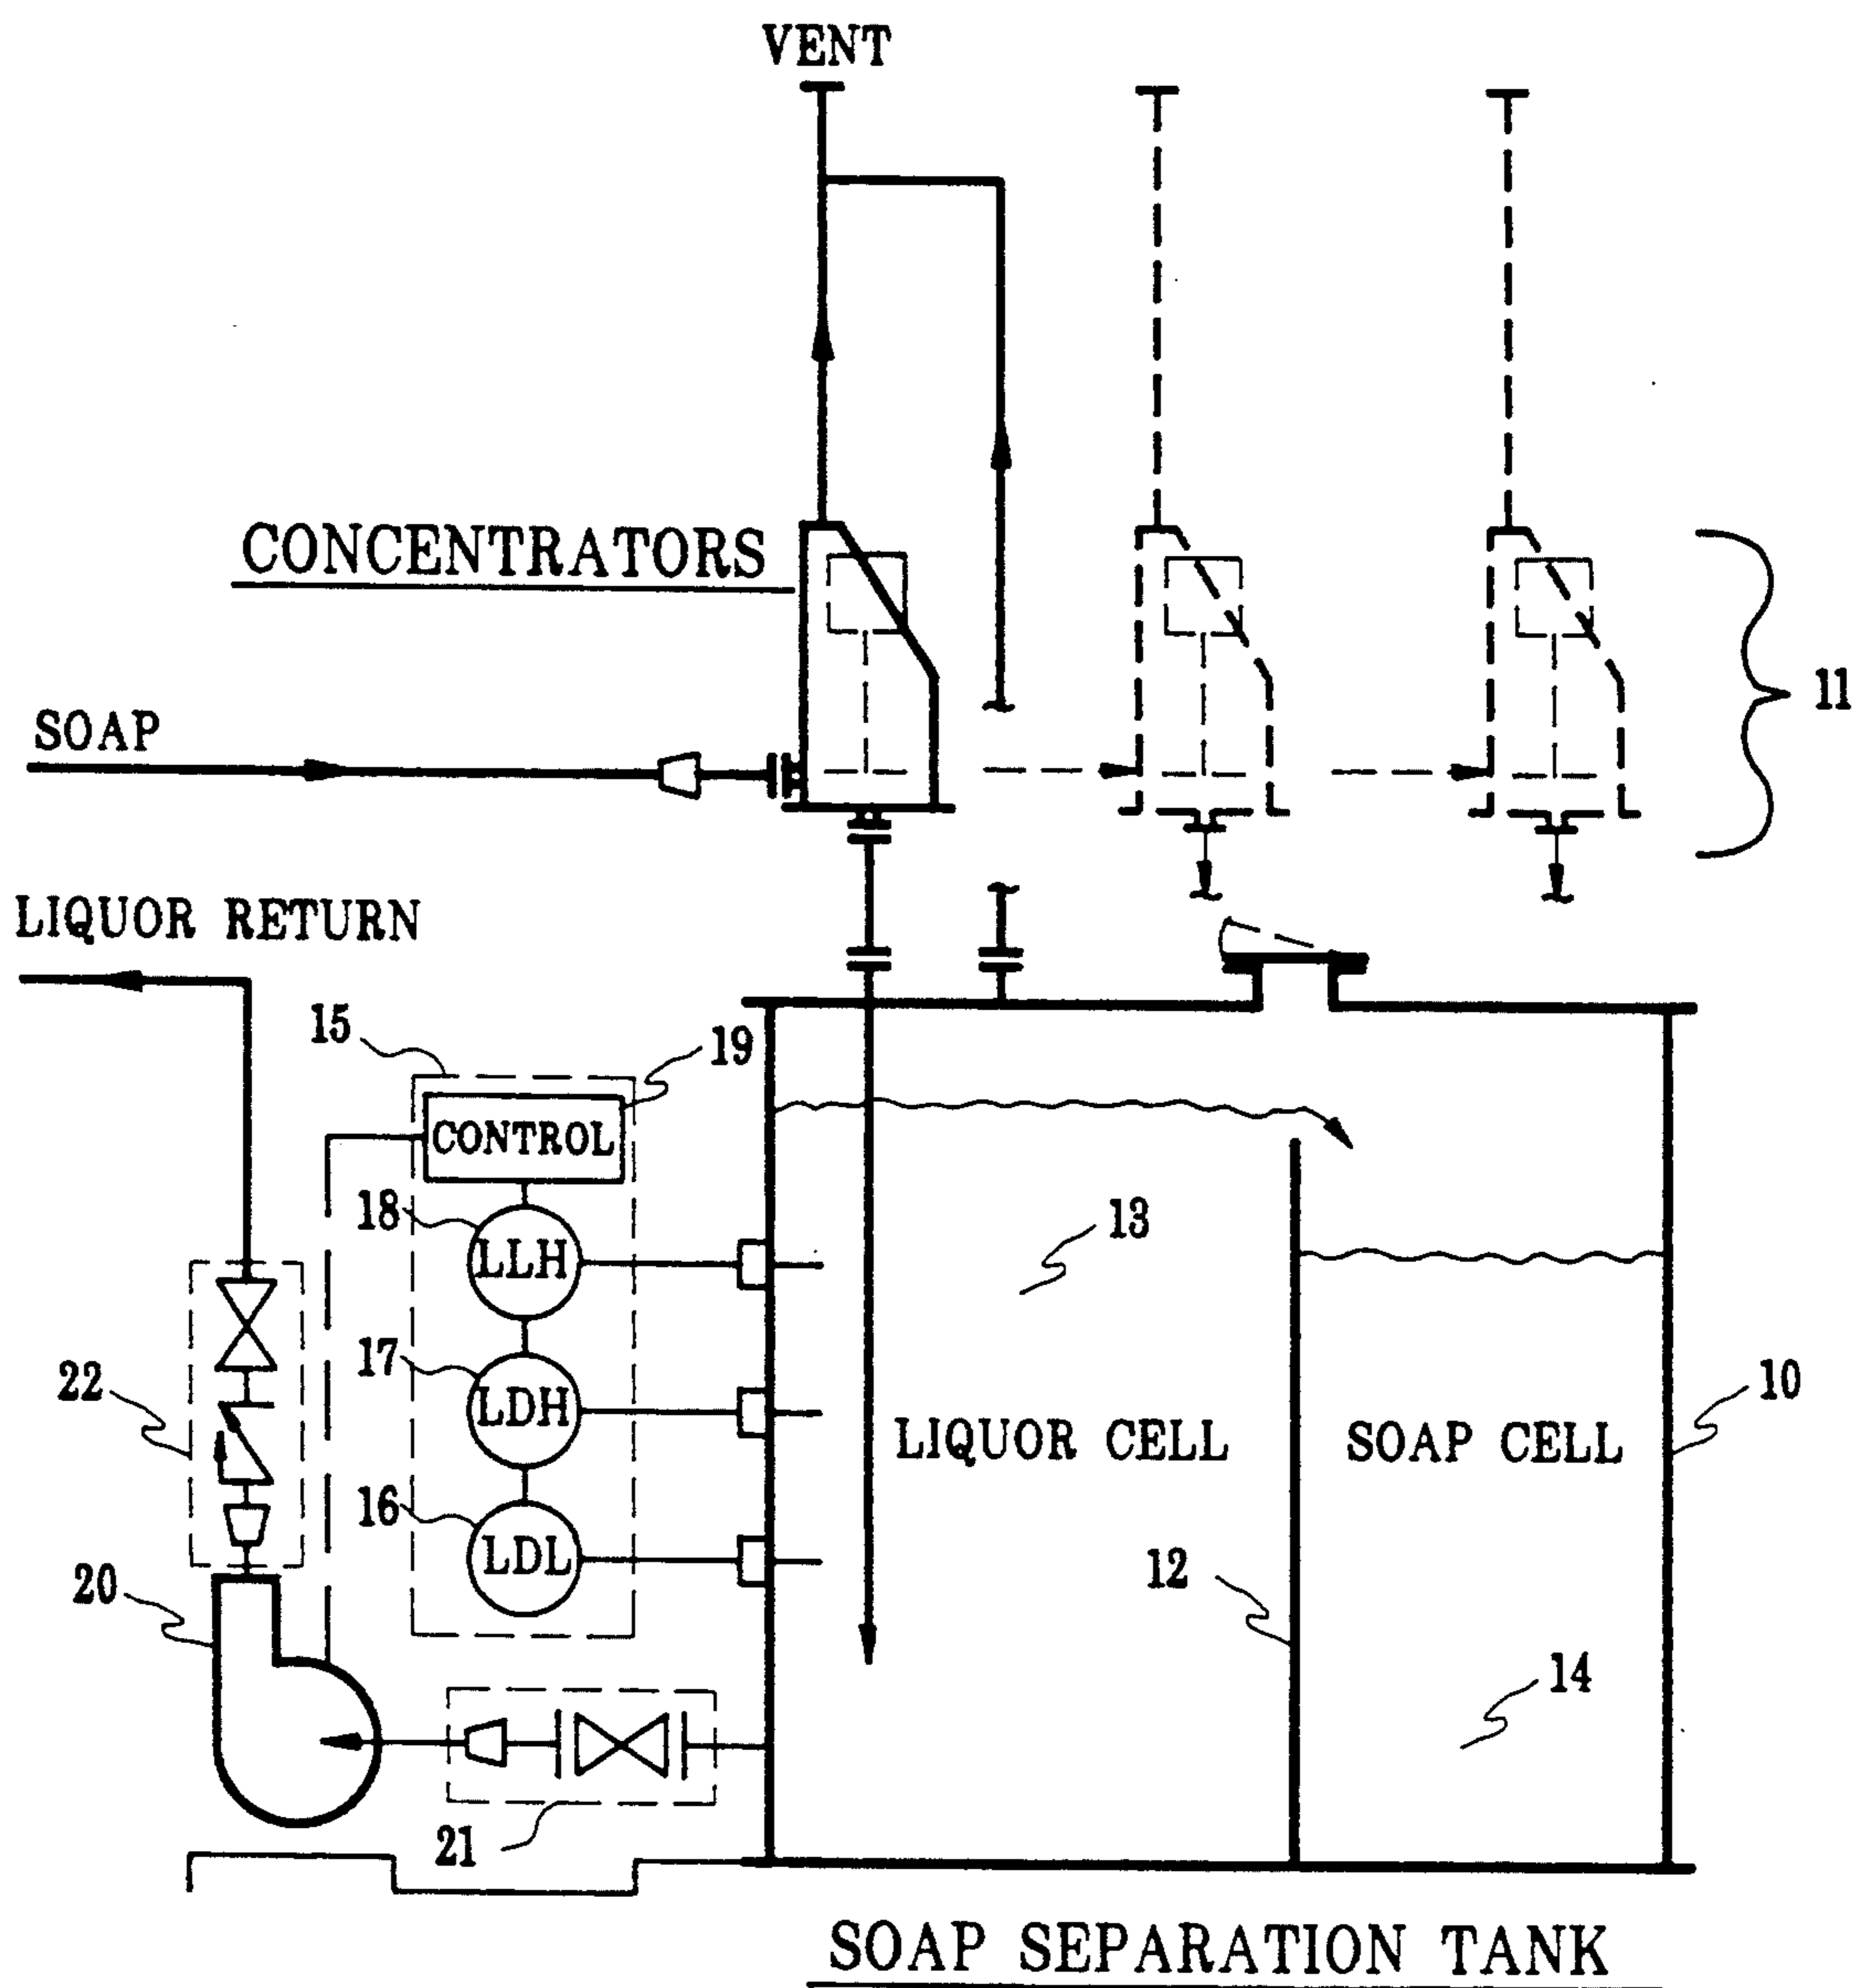 VENT
CONCENTRATORS
11
SOAP
LIQUOR RETURN
15
19
CONTROL
18
LLH
13
17
LDH
22
LIQUOR CELL
SOAP CELL
10
16
LDL
20
12
14
21
SOAP SEPARATION TANK